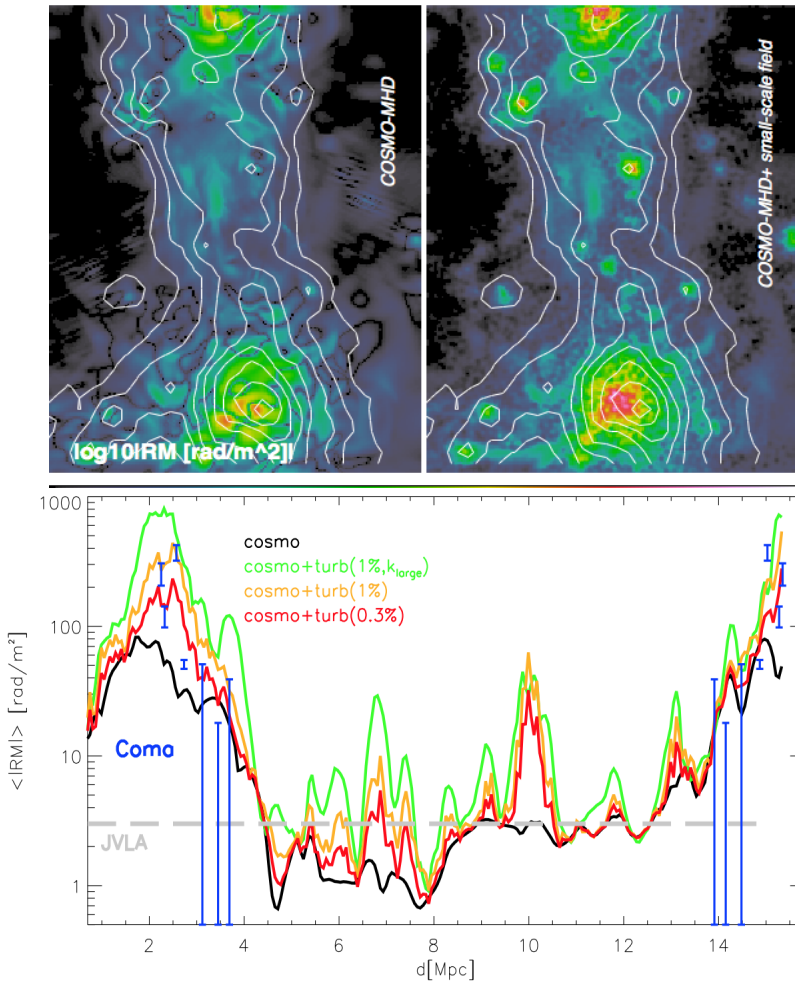 COSMO-MHD
COSMO-MHD+ small-scale field
log10|RM [rad/m^2]|
1000
100
10
1
<|RM|> [rad/m²]
cosmo
cosmo+turb(1%,klarge)
cosmo+turb(1%)
cosmo+turb(0.3%)
Coma
JVLA
2 4 6 8 10 12 14
d[Mpc]